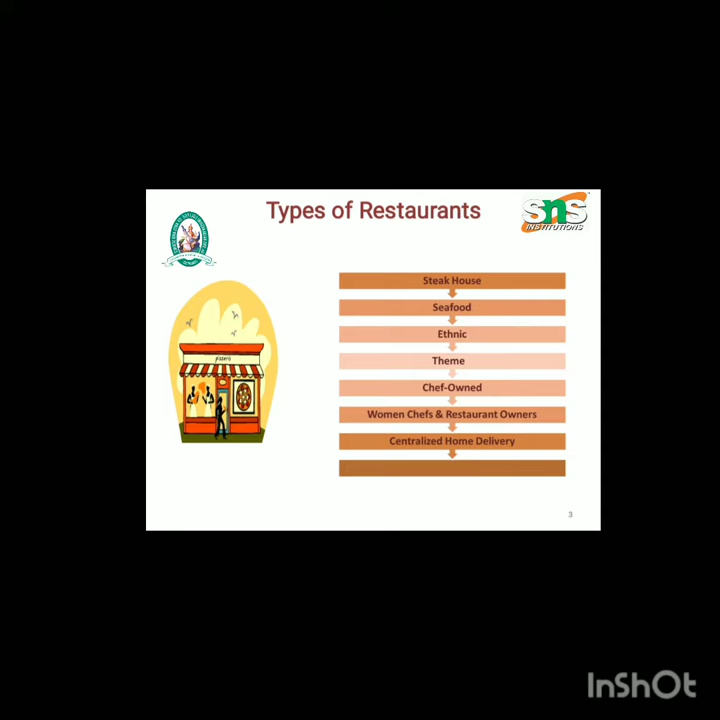 Types of Restaurants
SNS
INSTITUTIONS
Steak House
Seafood
Ethnic
Theme
Chef-Owned
Women Chefs & Restaurant Owners
Centralized Home Delivery
pizzeria
3
InShOt